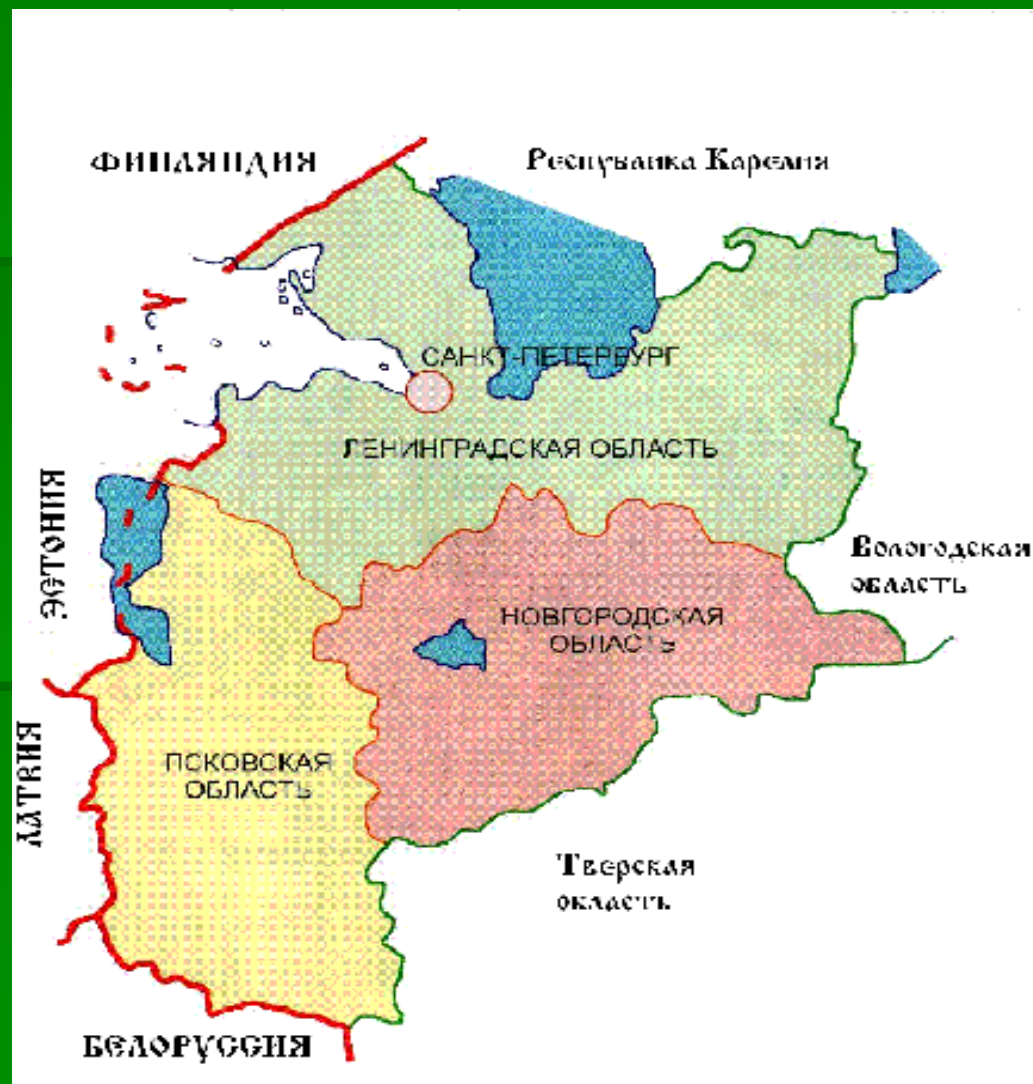 ФИНЛЯНДИЯ
Республика Карелия
САНКТ-ПЕТЕРБУРГ
ЛЕНИНГРАДСКАЯ ОБЛАСТЬ
ЭСТОНИЯ
Вологодская
область
НОВГОРОДСКАЯ
ОБЛАСТЬ
ЛАТВИЯ
ПСКОВСКАЯ
ОБЛАСТЬ
Тверская
область
БЕЛОРУССИЯ